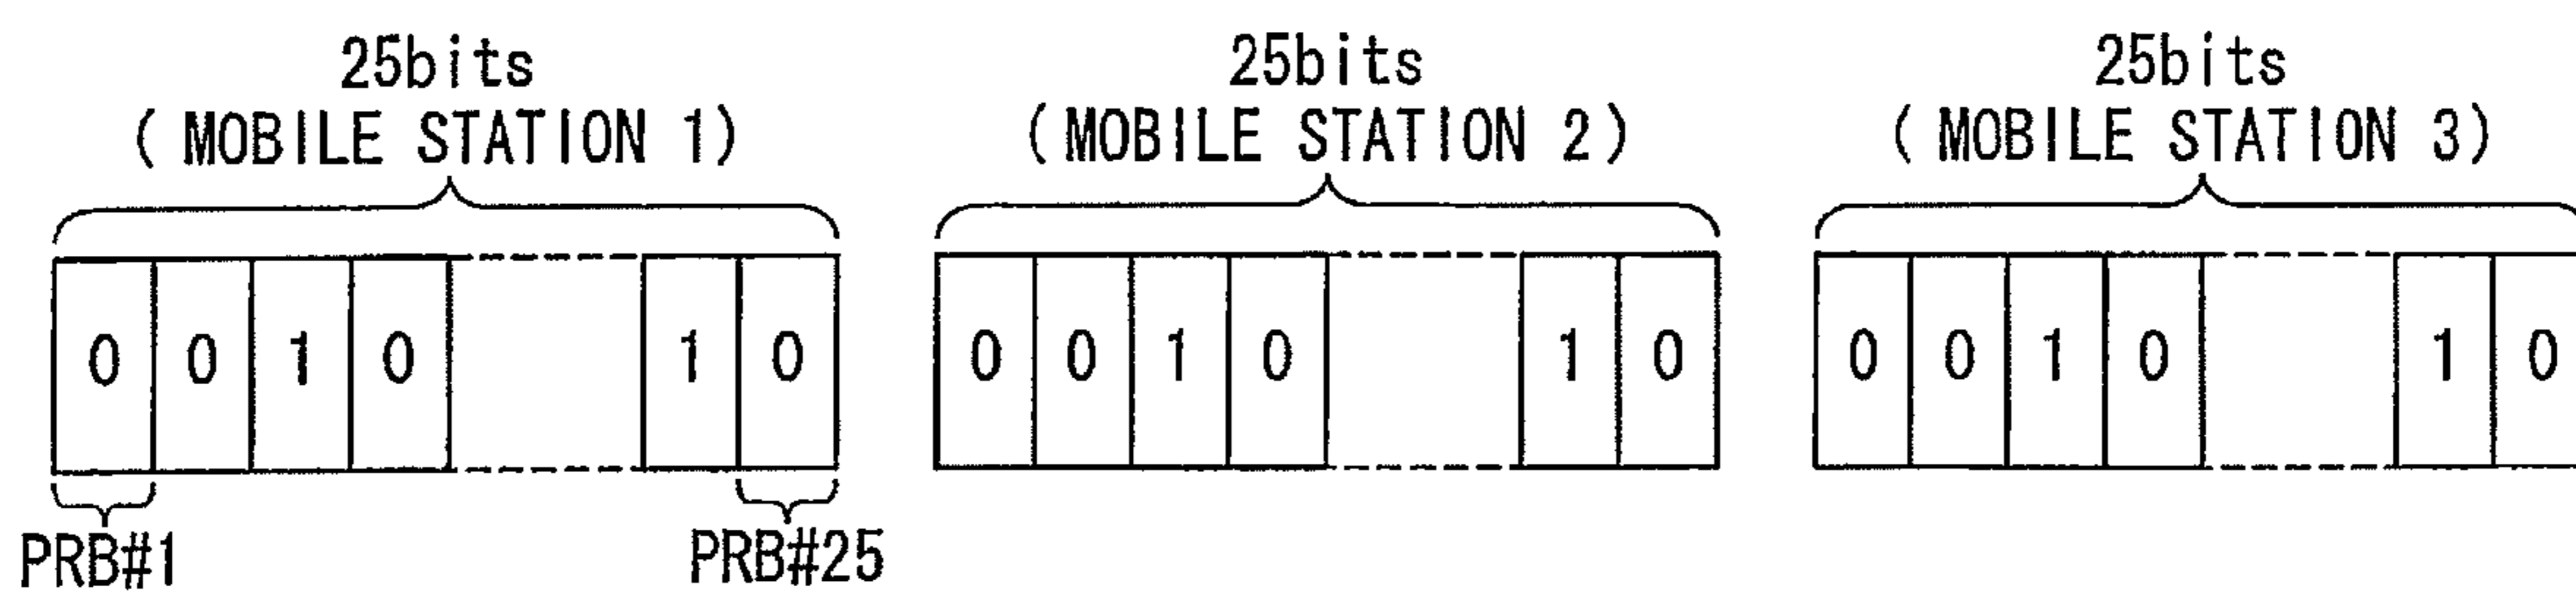 25bits 25bits 25bits
( MOBILE STATION 1) (MOBILE STATION 2) ( MOBILE STATION 3)
0 0 1 0 1 0 0 0 1 0 1 0 0 0 1 0 1 0
PRB#1 PRB#25